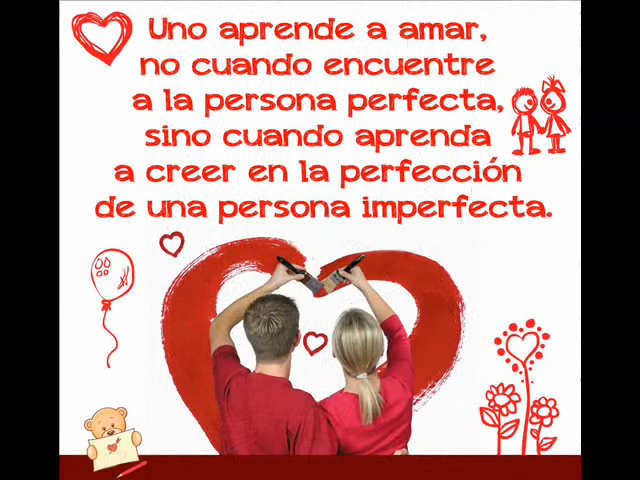 Uno aprende a amar,
no cuando encuentre
a la persona perfecta,
sino cuando aprenda
a creer en la perfección
de una persona imperfecta.